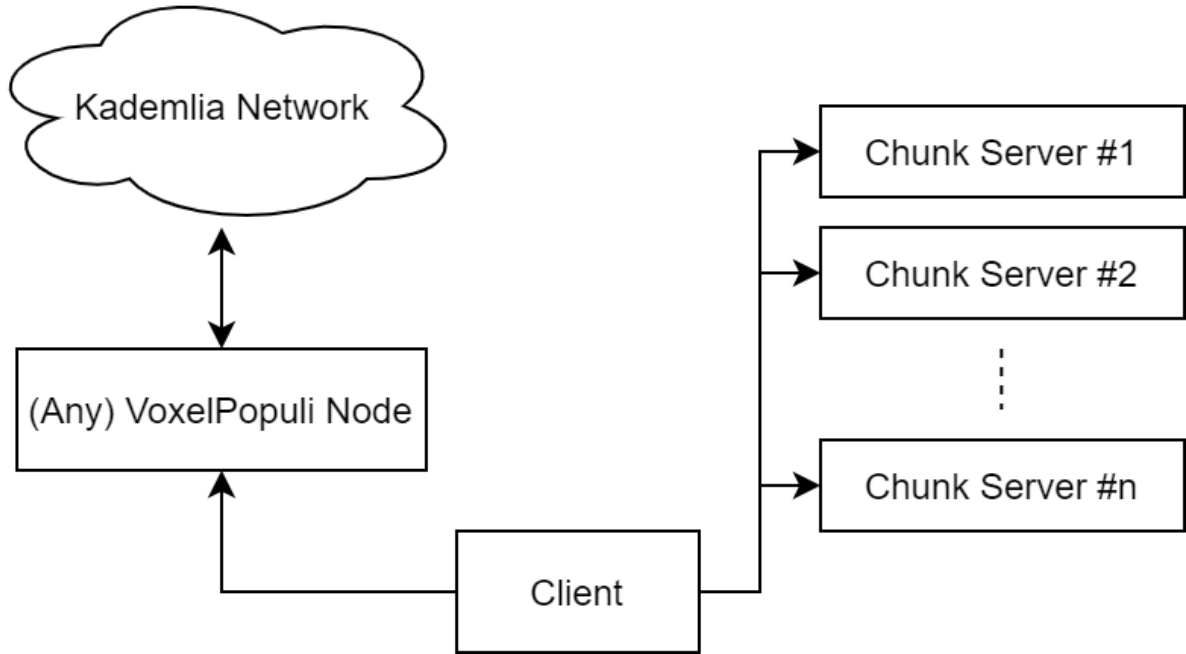 Kademlia Network
Chunk Server #1
Chunk Server #2
(Any) VoxelPopuli Node
Chunk Server #n
Client